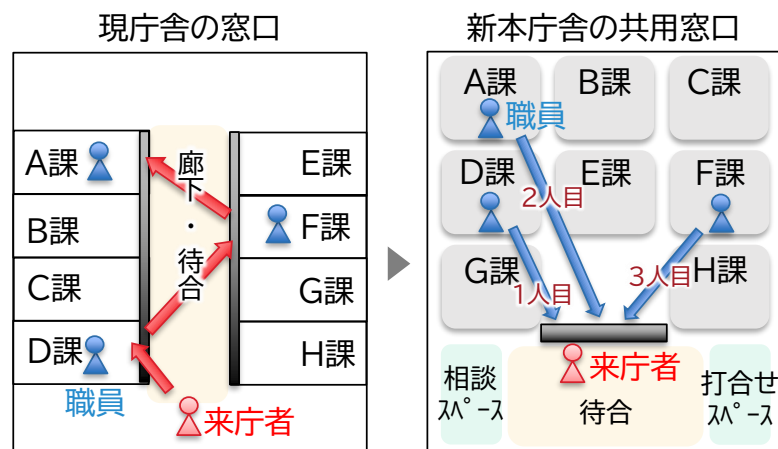 現庁舎の窓口
A課
B課
C課
D課
職員
廊下・待合
E課
F課
G課
H課
来庁者
新本庁舎の共用窓口
A課
B課
C課
職員
D課
E課
F課
2人目
G課
H課
1人目
3人目
来庁者
相談
ｽﾍﾟｰｽ
待合
打合せ
ｽﾍﾟｰｽ